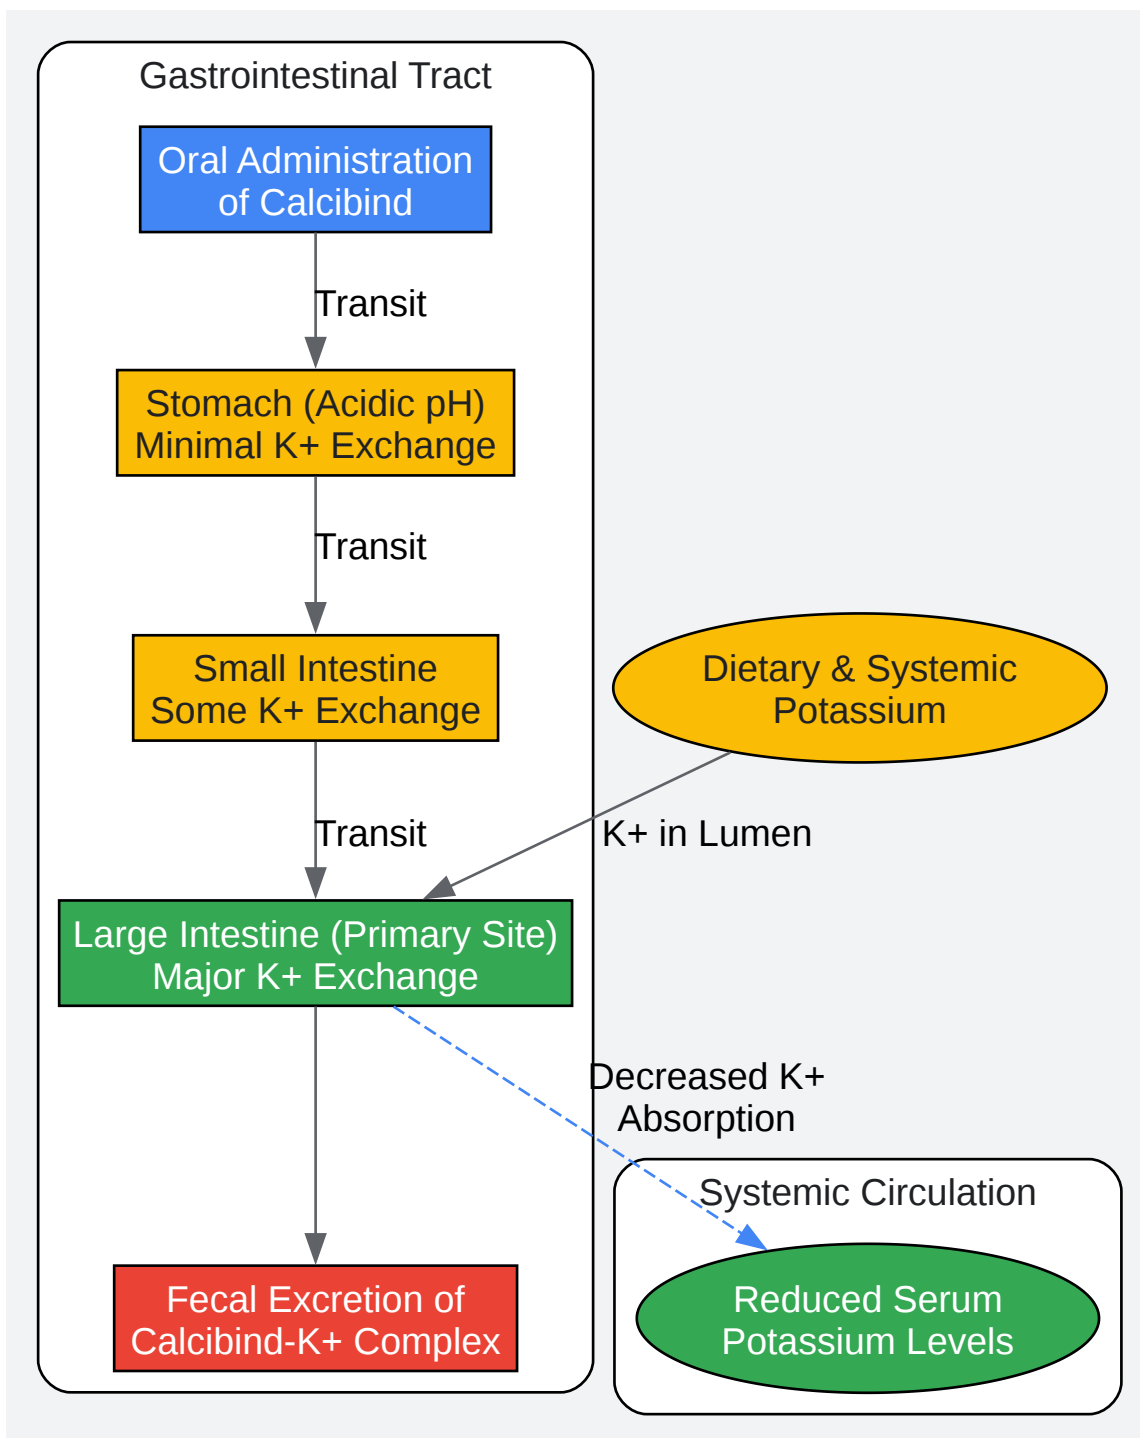 Gastrointestinal Tract
Oral Administration
of Calcibind
Transit
Stomach (Acidic pH)
Minimal K+ Exchange
Transit
Small Intestine
Some K+ Exchange
Dietary & Systemic
Potassium
Transit
K+ in Lumen
Large Intestine (Primary Site)
Major K+ Exchange
Decreased K+
Absorption
Systemic Circulation
Fecal Excretion of
Calcibind-K+ Complex
Reduced Serum
Potassium Levels